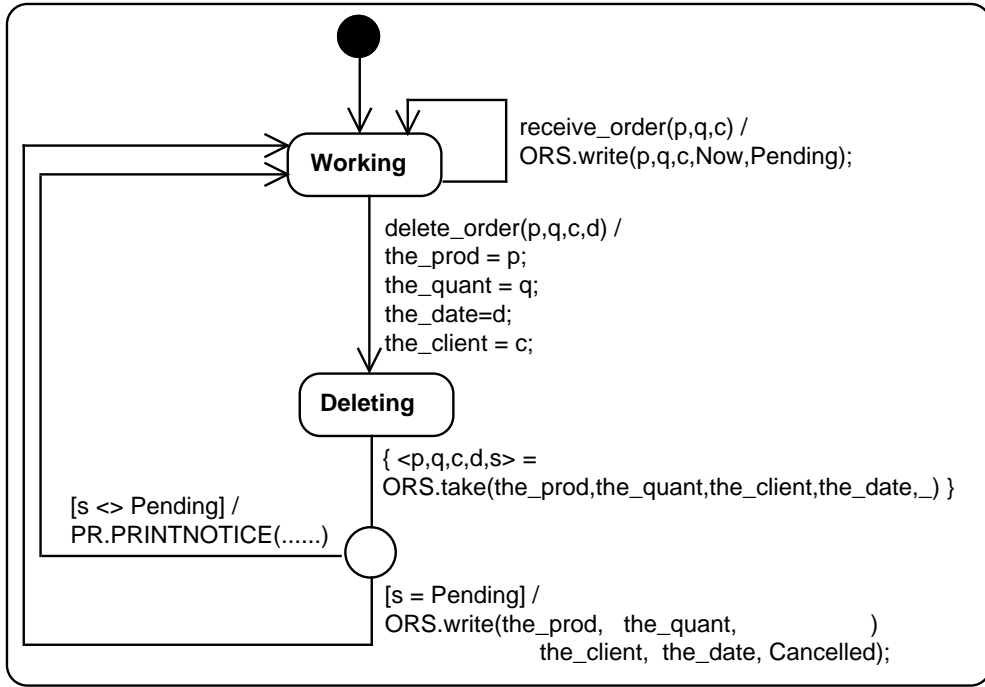 receive_order(p,q,c) /
ORS.write(p,q,c,Now,Pending);
Working
delete_order(p,q,c,d) /
the_prod = p;
the_quant = q;
the_date=d;
the_client = c;
Deleting
{ <p,q,c,d,s> =
ORS.take(the_prod,the_quant,the_client,the_date,_) }
[s <> Pending] /
PR.PRINTNOTICE(......)
[s = Pending] /
ORS.write(the_prod, the_quant, )
the_client, the_date, Cancelled);